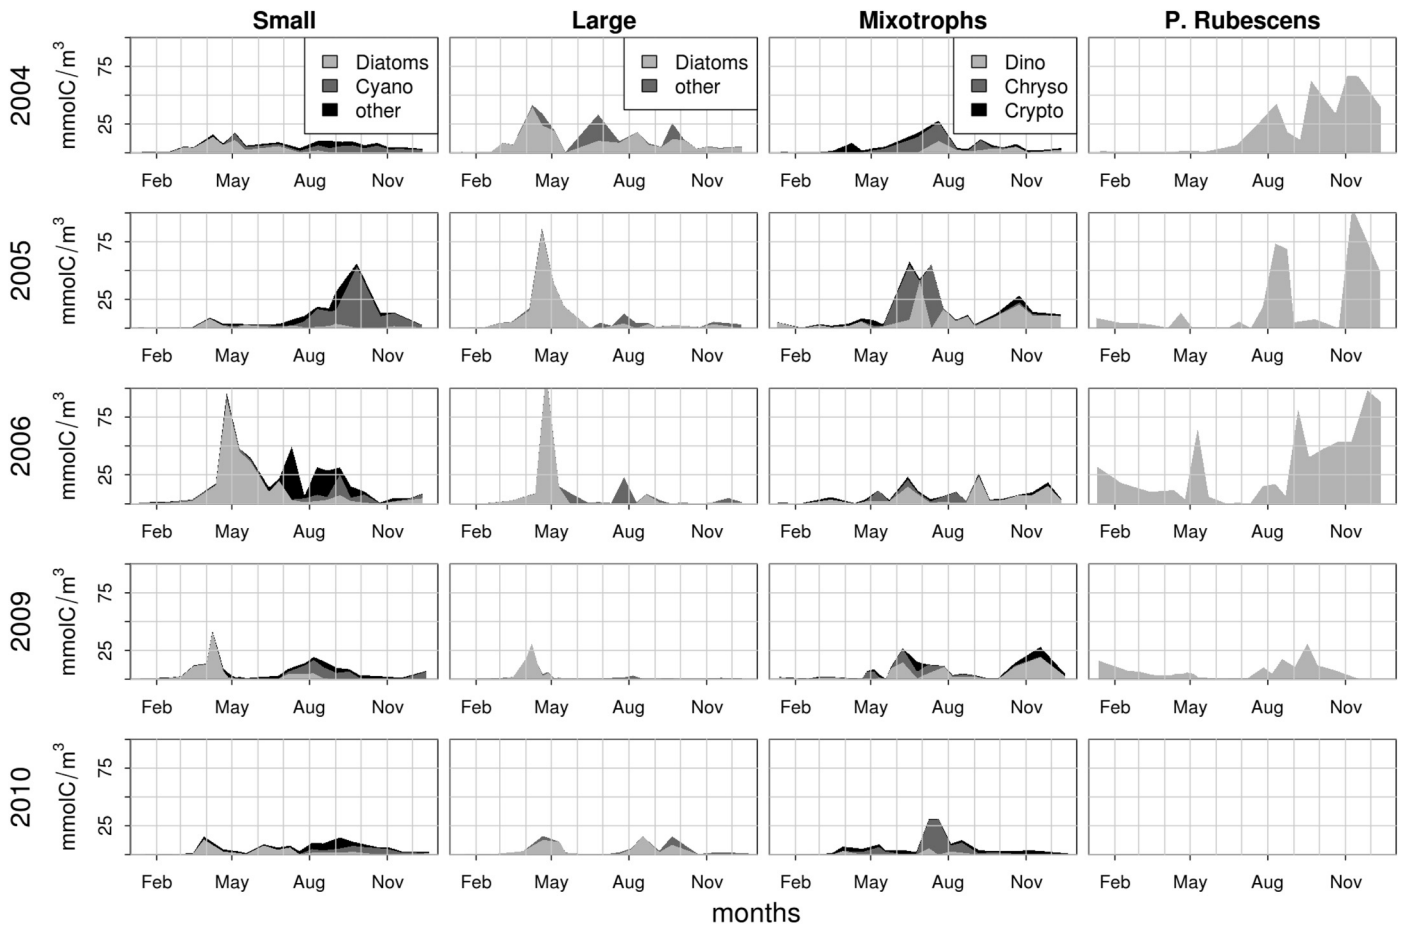 Small Large Mixotrophs P. Rubescens
2004
mmolC/m³
75
25
Diatoms
Cyano
other
Diatoms
other
Dino
Chryso
Crypto
Feb May Aug Nov Feb May Aug Nov Feb May Aug Nov Feb May Aug Nov
2005
mmolC/m³
75
25
Feb May Aug Nov Feb May Aug Nov Feb May Aug Nov Feb May Aug Nov
2006
mmolC/m³
75
25
Feb May Aug Nov Feb May Aug Nov Feb May Aug Nov Feb May Aug Nov
2009
mmolC/m³
75
25
Feb May Aug Nov Feb May Aug Nov Feb May Aug Nov Feb May Aug Nov
2010
mmolC/m³
75
25
Feb May Aug Nov Feb May Aug Nov Feb May Aug Nov Feb May Aug Nov
months